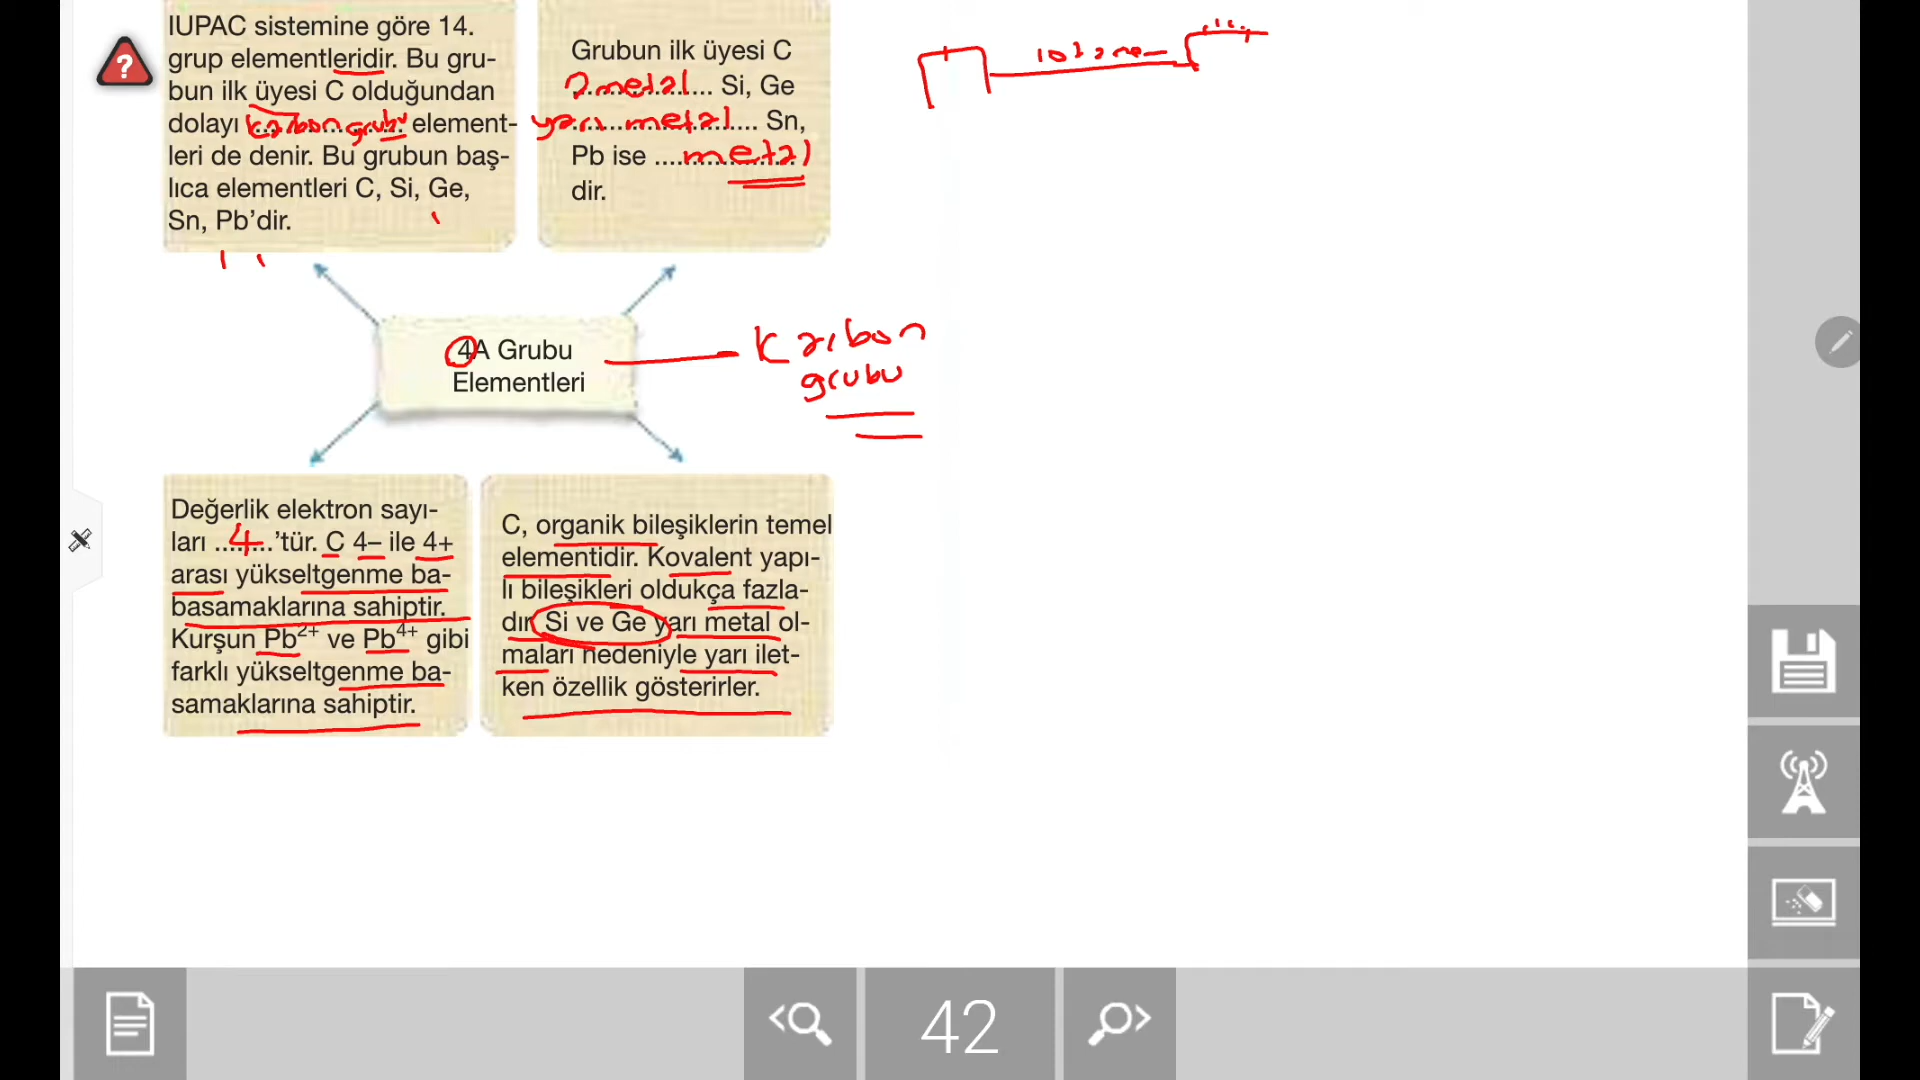 IUPAC sistemine göre 14.
grup elementleridir. Bu gru-
bun ilk üyesi C olduğundan
dolayı karbon grubu element-
leri de denir. Bu grubun baş-
lıca elementleri C, Si, Ge,
Sn, Pb’dir.
Grubun ilk üyesi C
ametal ... Si, Ge
yarı metal ... Sn,
Pb ise ... metal
dir.
4A Grubu
Elementleri
Karbon
grubu
Değerlik elektron sayı-
ları ...4...’tür. C 4– ile 4+
arası yükseltgenme ba-
basamaklarına sahiptir.
Kurşun Pb2+ ve Pb4+ gibi
farklı yükseltgenme ba-
samaklarına sahiptir.
C, organik bileşiklerin temel
elementidir. Kovalent yapı-
lı bileşikleri oldukça fazla-
dır. Si ve Ge yarı metal ol-
maları nedeniyle yarı ilet-
ken özellik gösterirler.
42